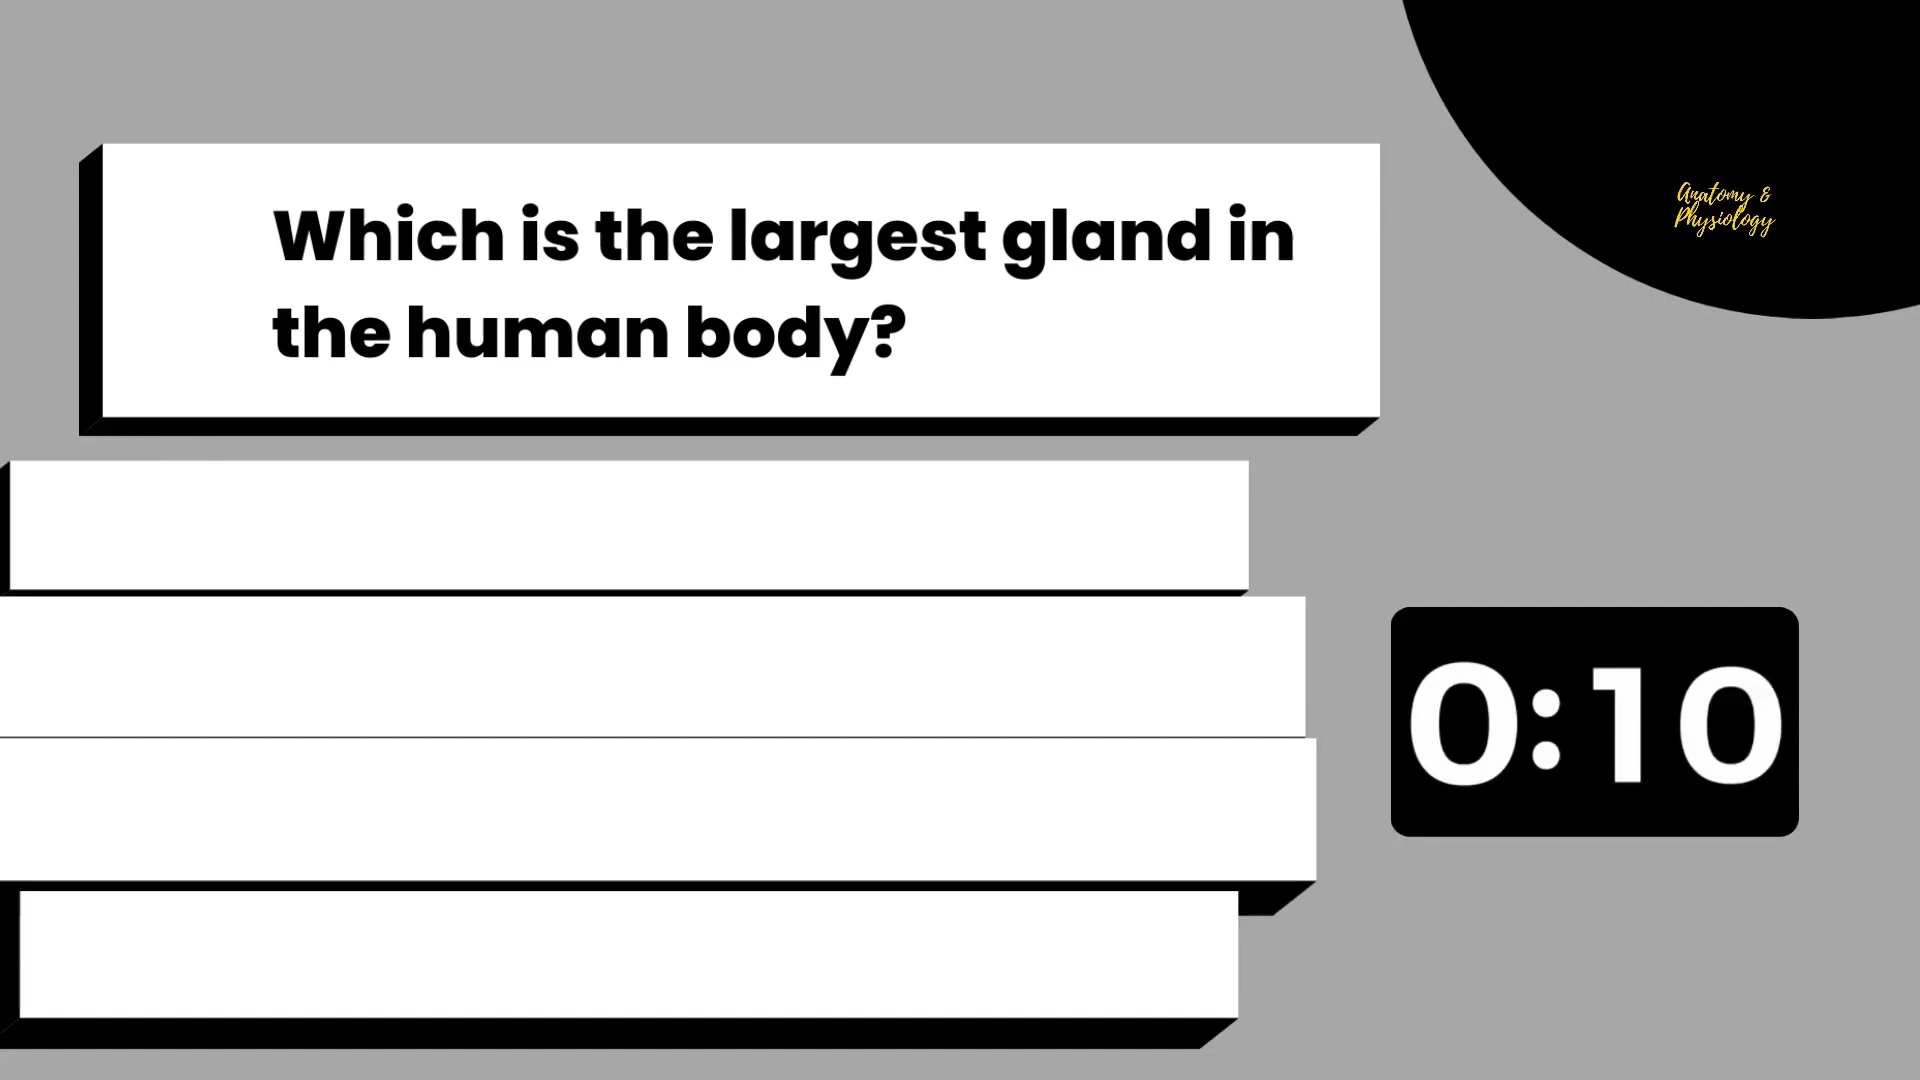 Which is the largest gland in
the human body?
Anatomy &
Physiology
0:10